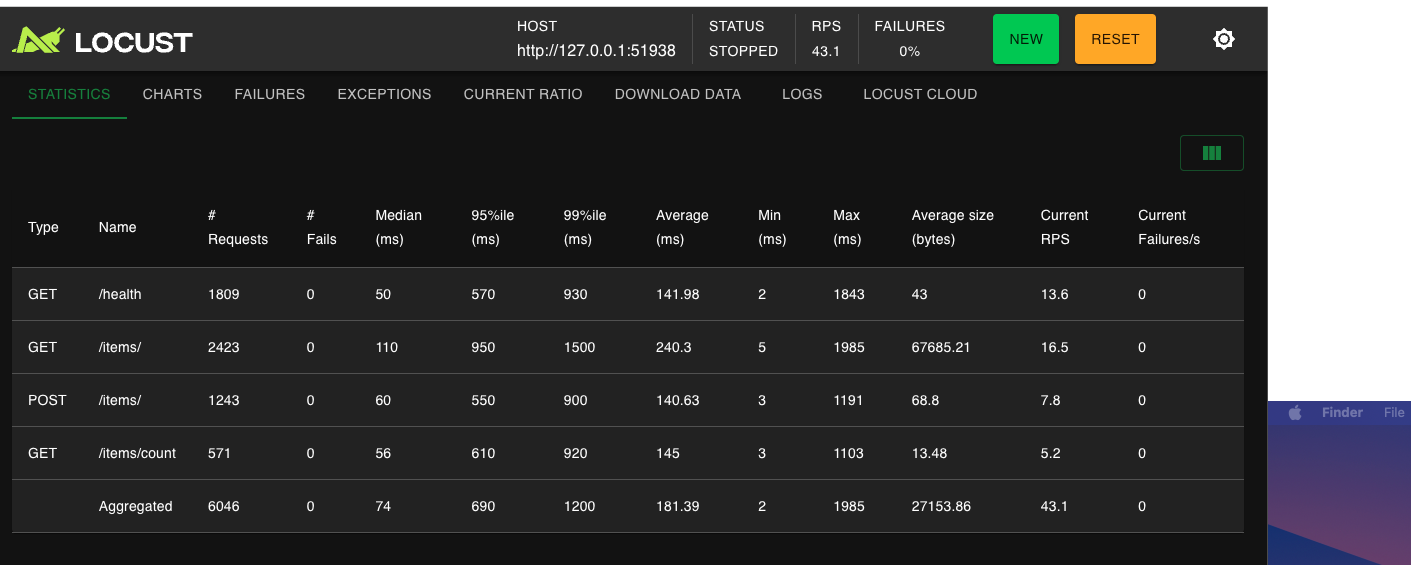 LOCUST
HOST STATUS RPS FAILURES
http://127.0.0.1:51938 STOPPED 43.1 0% NEW RESET
STATISTICS CHARTS FAILURES EXCEPTIONS CURRENT RATIO DOWNLOAD DATA LOGS LOCUST CLOUD
Type Name # Requests # Fails Median (ms) 95%ile (ms) 99%ile (ms) Average (ms) Min (ms) Max (ms) Average size (bytes) Current RPS Current Failures/s
GET /health 1809 0 50 570 930 141.98 2 1843 43 13.6 0
GET /items/ 2423 0 110 950 1500 240.3 5 1985 67685.21 16.5 0
POST /items/ 1243 0 60 550 900 140.63 3 1191 68.8 7.8 0
GET /items/count 571 0 56 610 920 145 3 1103 13.48 5.2 0
Aggregated 6046 0 74 690 1200 181.39 2 1985 27153.86 43.1 0
Finder File